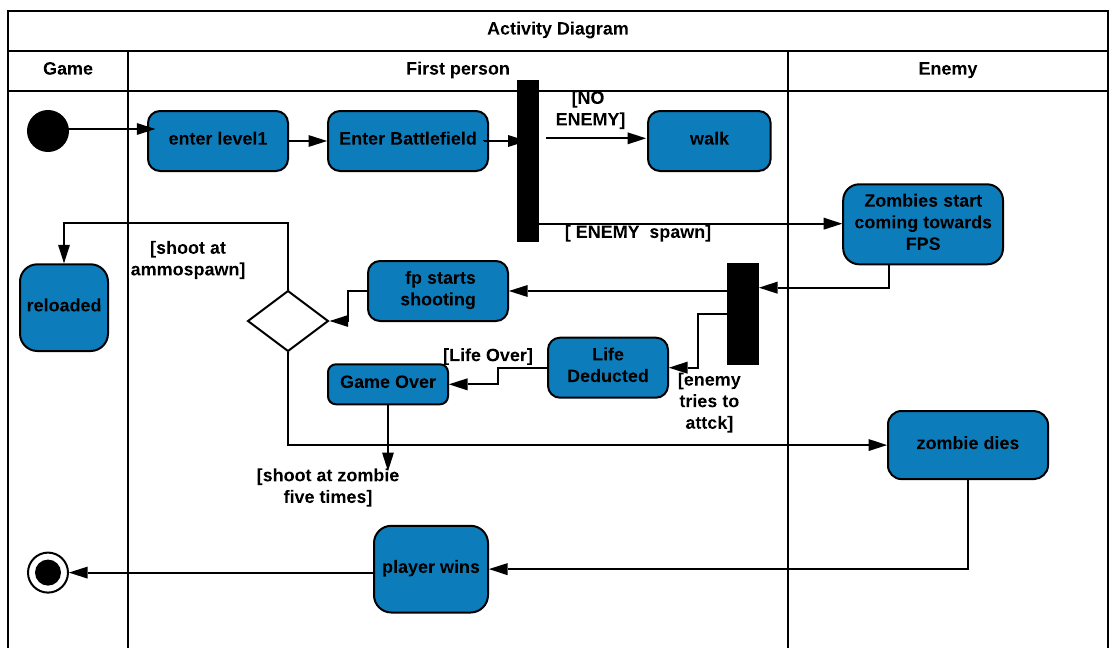 Activity Diagram
Game
First person
Enemy
[NO
ENEMY]
enter level1
Enter Battlefield
walk
Zombies start
coming towards
FPS
[ ENEMY  spawn]
[shoot at
ammospawn]
reloaded
fp starts
shooting
[Life Over]
Life
Deducted
Game Over
[enemy
tries to
attck]
zombie dies
[shoot at zombie
five times]
player wins